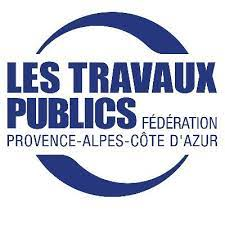 LES TRAVAUX
PUBLICS FÉDÉRATION
PROVENCE-ALPES-CÔTE D'AZUR